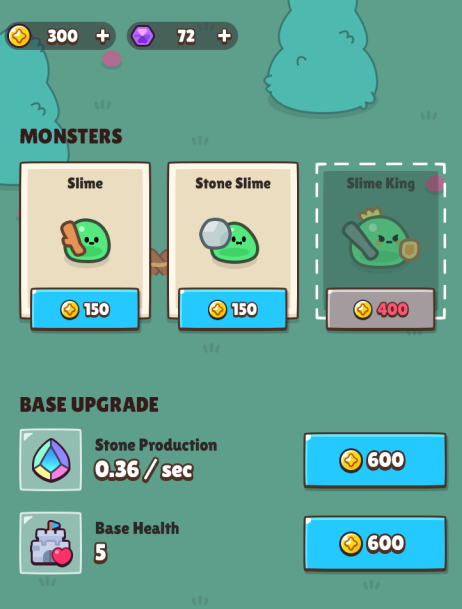 300 + 72 +
MONSTERS
Slime Stone Slime Slime King
150 150 400
BASE UPGRADE
Stone Production
0.36 / sec
600
Base Health
5
600